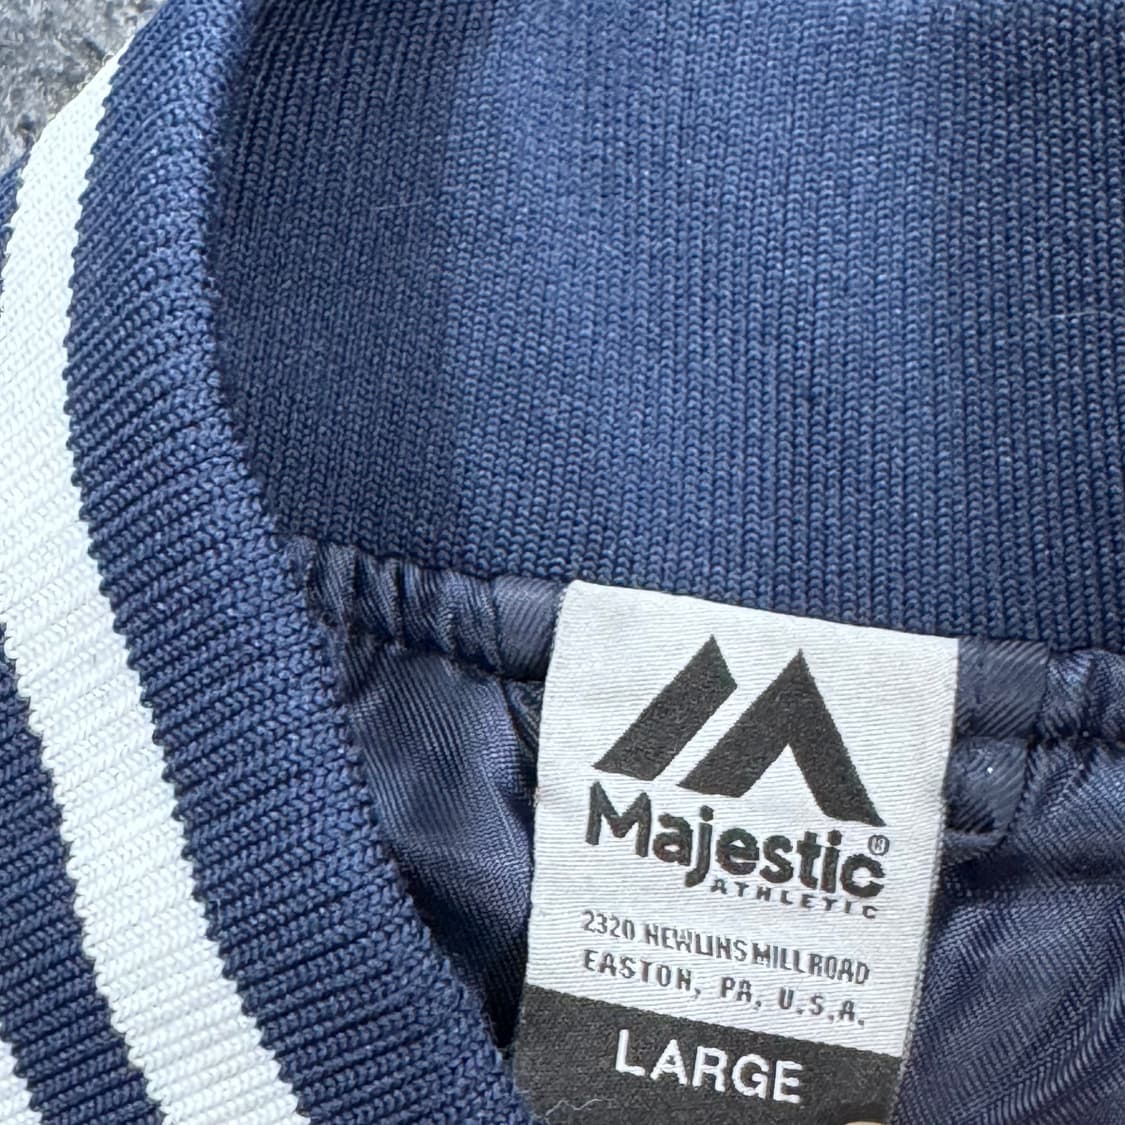 Majestic®
ATHLETIC
2320 NEWLINS MILL ROAD
EASTON, PA, U.S.A.
LARGE